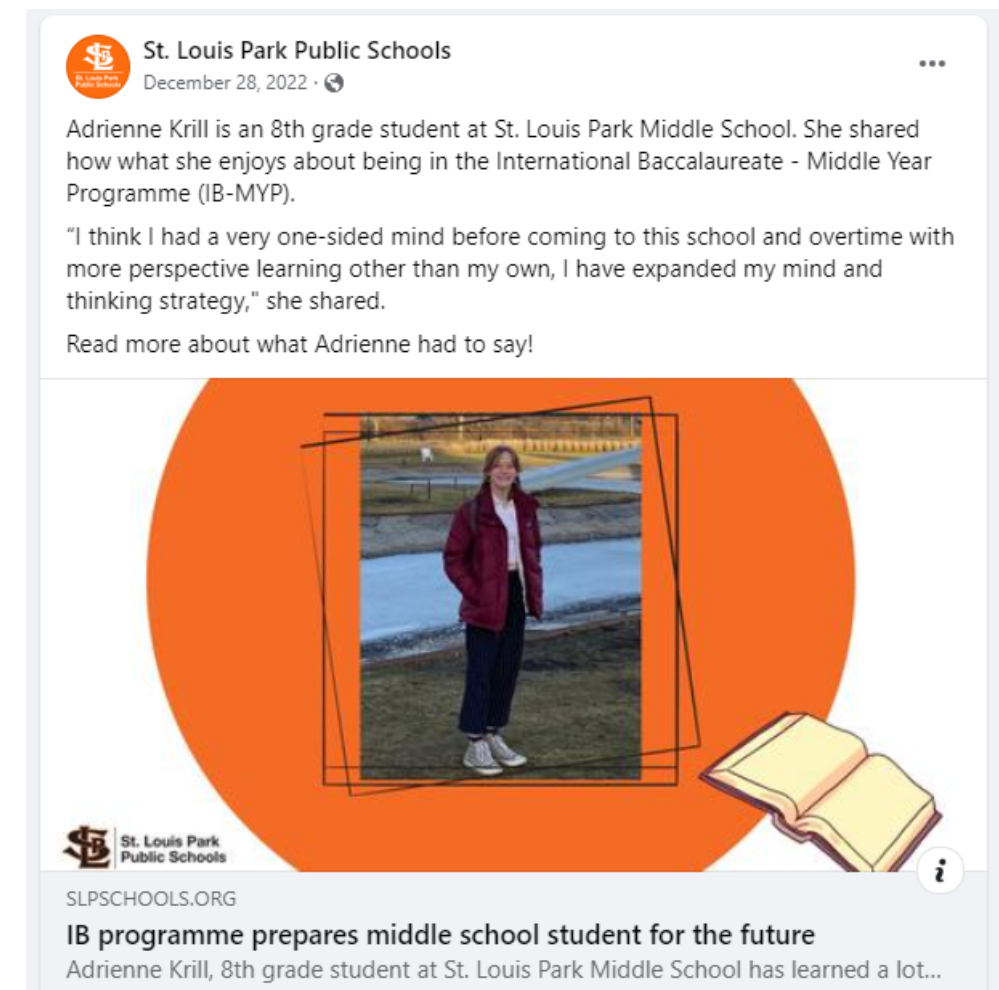 St. Louis Park Public Schools
December 28, 2022 ·
Adrienne Krill is an 8th grade student at St. Louis Park Middle School. She shared
how what she enjoys about being in the International Baccalaureate - Middle Year
Programme (IB-MYP).
“I think I had a very one-sided mind before coming to this school and overtime with
more perspective learning other than my own, I have expanded my mind and
thinking strategy," she shared.
Read more about what Adrienne had to say!
St. Louis Park
Public Schools
St. Louis Park
Public Schools
i
SLPSCHOOLS.ORG
IB programme prepares middle school student for the future
Adrienne Krill, 8th grade student at St. Louis Park Middle School has learned a lot...